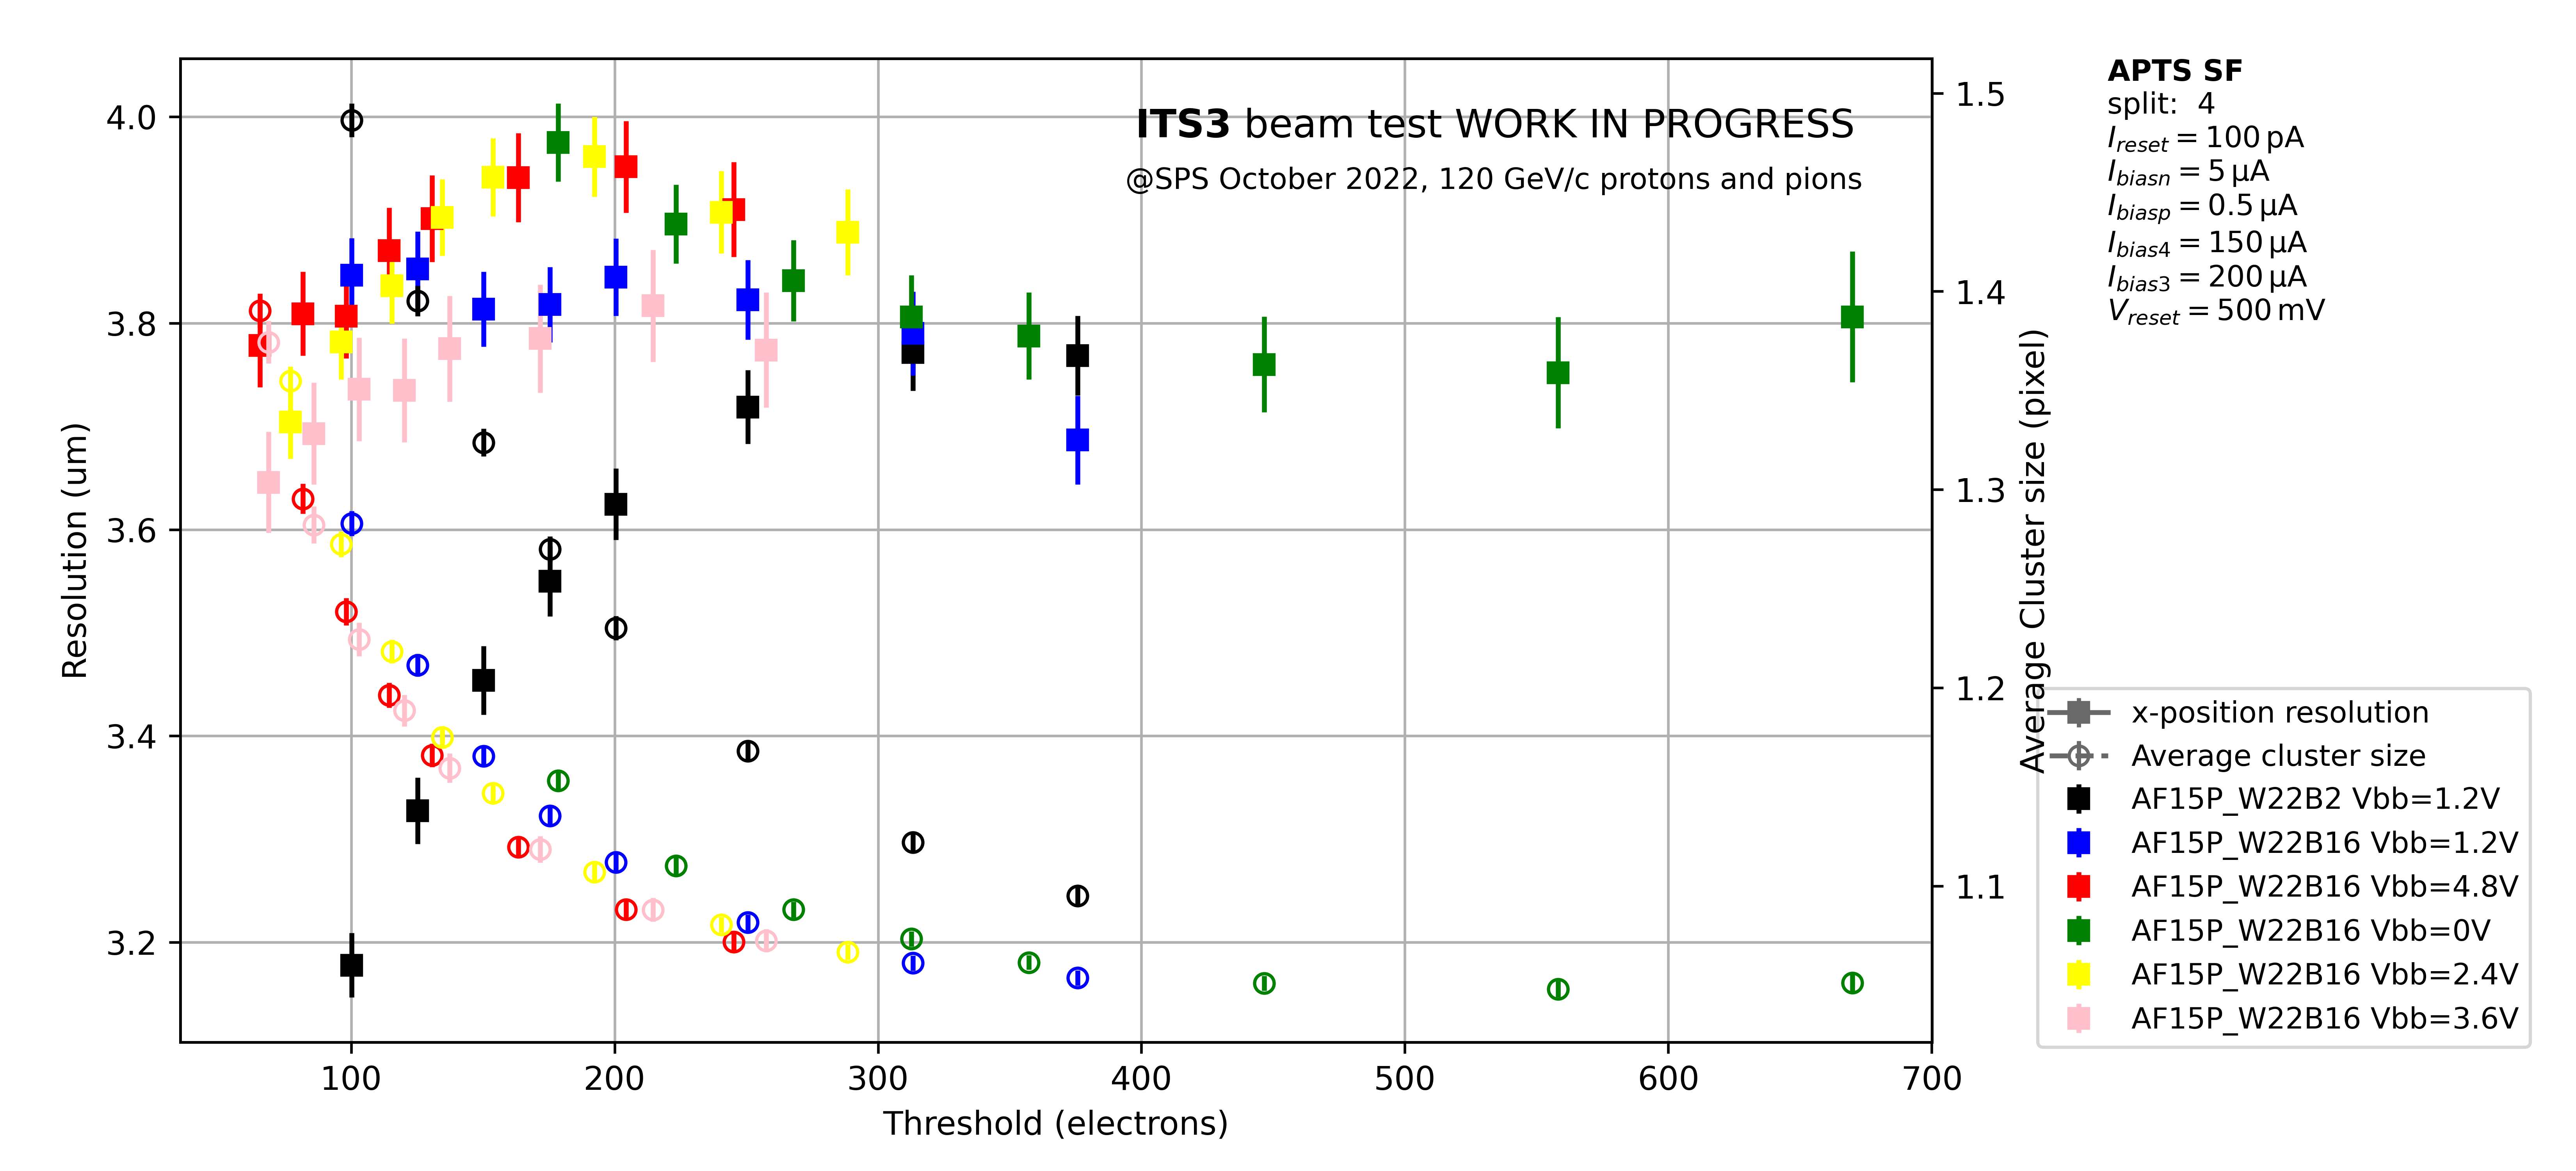 ITS3 beam test WORK IN PROGRESS
@SPS October 2022, 120 GeV/c protons and pions
4.0
3.8
3.6
3.4
3.2
Resolution (um)
100
200
300
400
500
600
700
Threshold (electrons)
1.5
1.4
1.3
1.2
1.1
Average Cluster size (pixel)
APTS SF
split: 4
I_reset = 100 pA
I_biasn = 5 μA
I_biasp = 0.5 μA
I_bias4 = 150 μA
I_bias3 = 200 μA
V_reset = 500 mV
x-position resolution
Average cluster size
AF15P_W22B2 Vbb=1.2V
AF15P_W22B16 Vbb=1.2V
AF15P_W22B16 Vbb=4.8V
AF15P_W22B16 Vbb=0V
AF15P_W22B16 Vbb=2.4V
AF15P_W22B16 Vbb=3.6V